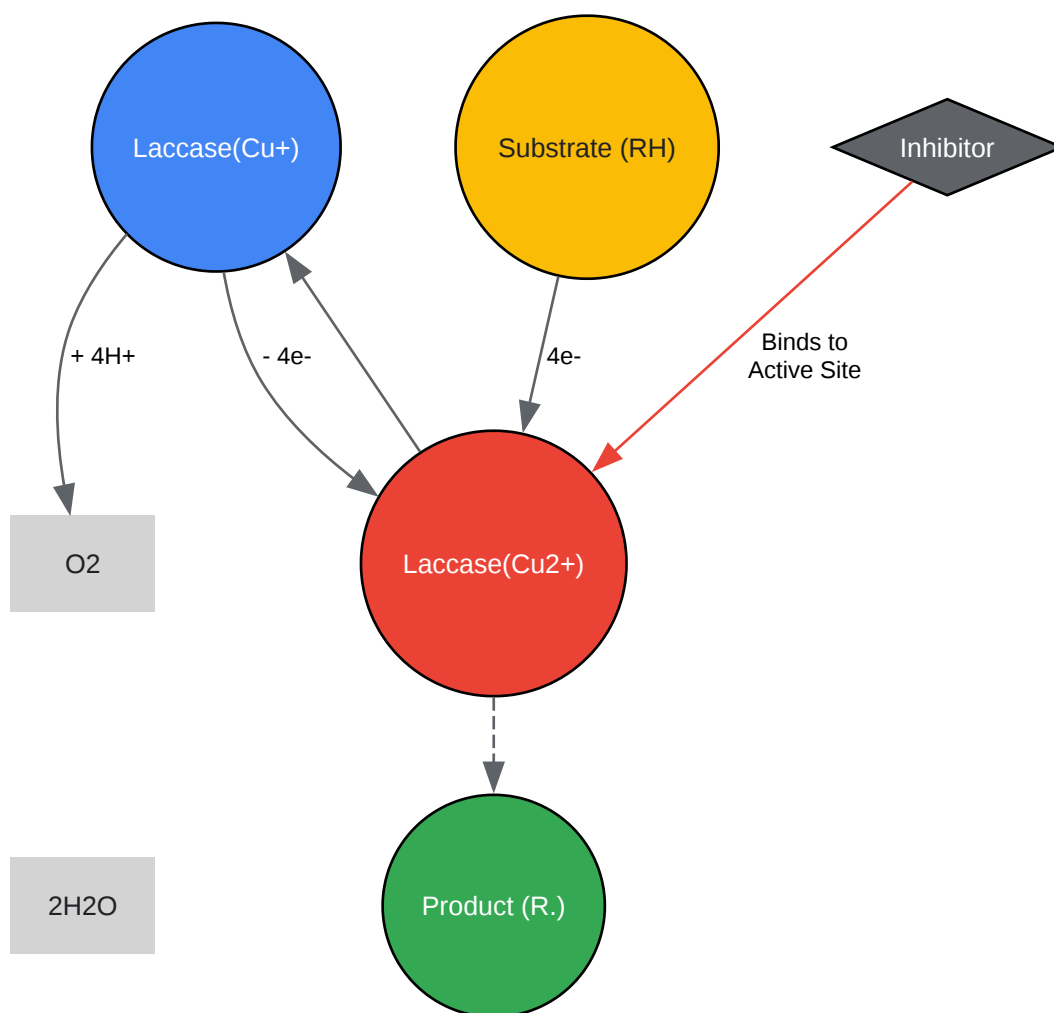 Laccase(Cu+)
Substrate (RH)
Inhibitor
+ 4H+
- 4e-
4e-
Binds to
Active Site
O2
Laccase(Cu2+)
2H2O
Product (R.)